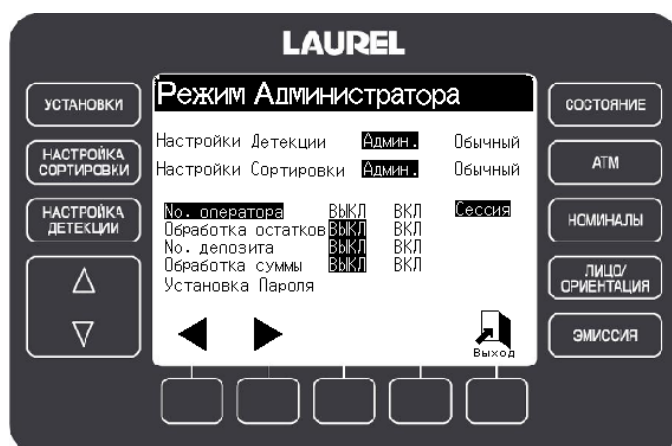 LAUREL
Режим Администратора
УСТАНОВКИ
СОСТОЯНИЕ
Настройки Детекции Админ. Обычный
Настройки Сортировки Админ. Обычный
НАСТРОЙКА
СОРТИРОВКИ
ATM
No. оператора ВЫКЛ ВКЛ Сессия
Обработка остатков ВЫКЛ ВКЛ
No. депозита ВЫКЛ ВКЛ
Обработка суммы ВЫКЛ ВКЛ
Установка Пароля
НАСТРОЙКА
ДЕТЕКЦИИ
НОМИНАЛЫ
ЛИЦО/
ОРИЕНТАЦИЯ
ЭМИССИЯ
Выход